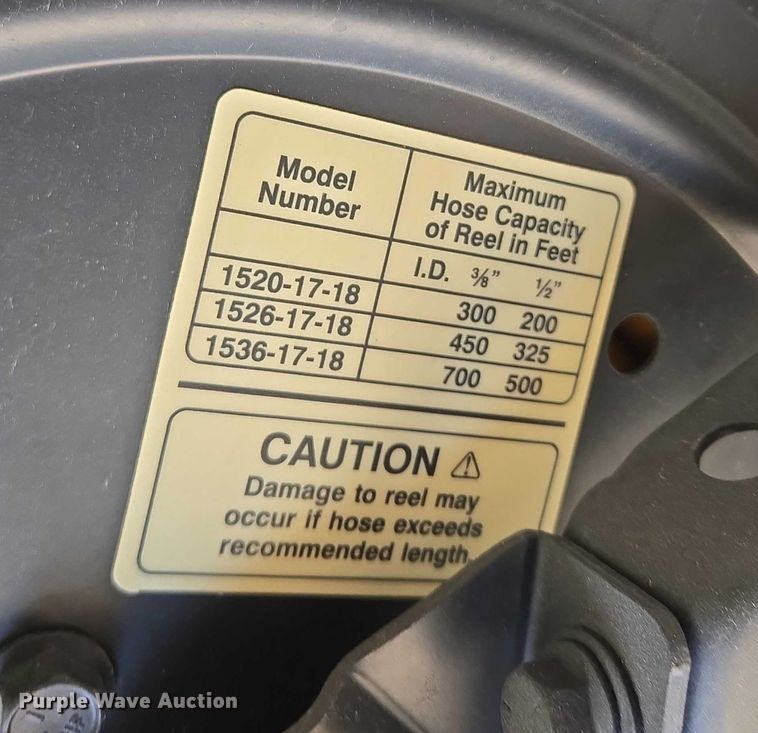 Model
Number
Maximum
Hose Capacity
of Reel in Feet
I.D. 3/8" 1/2"
1520-17-18 300 200
1526-17-18 450 325
1536-17-18 700 500
CAUTION ⚠
Damage to reel may
occur if hose exceeds
recommended length.
Purple Wave Auction